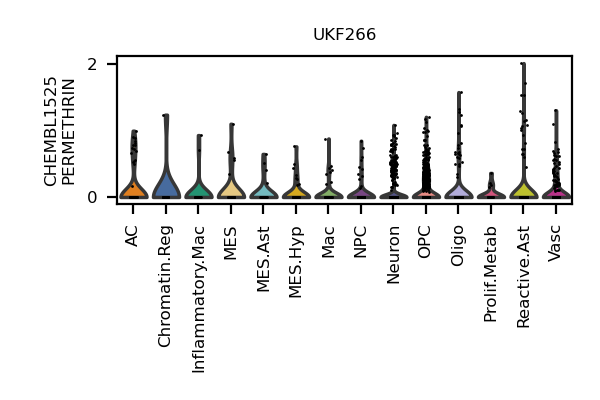 UKF266
CHEMBL1525
PERMETHRIN
2
0
AC
Chromatin.Reg
Inflammatory.Mac
MES
MES.Ast
MES.Hyp
Mac
NPC
Neuron
OPC
Oligo
Prolif.Metab
Reactive.Ast
Vasc